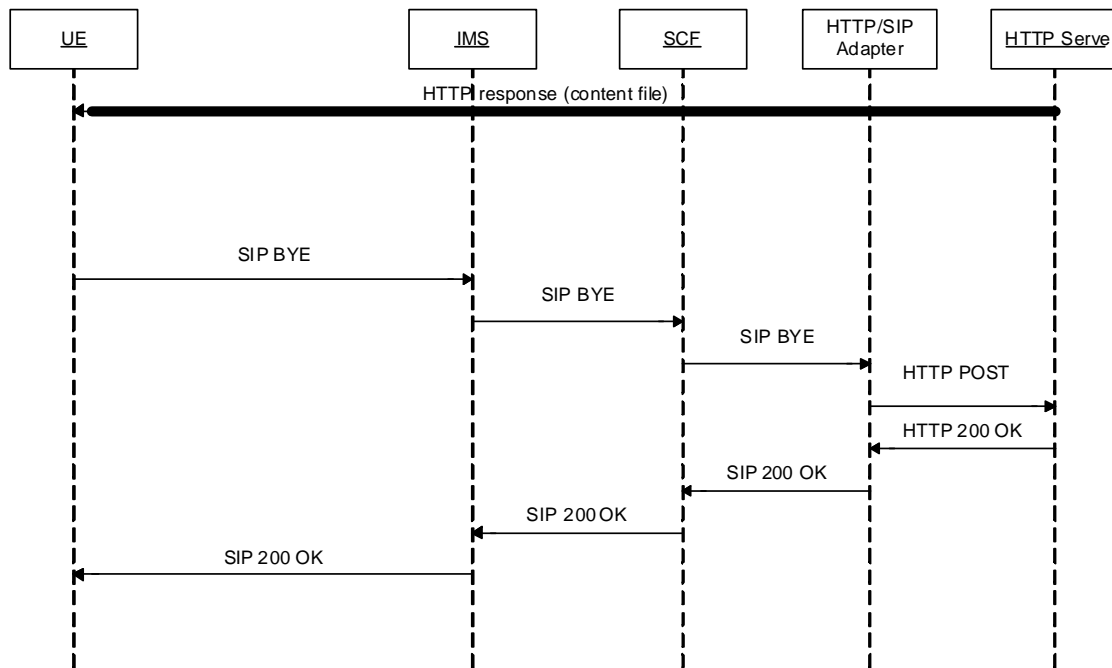 UE
IMS
SCF
HTTP/SIP
Adapter
HTTP Serve
HTTP response (content file)
SIP BYE
SIP BYE
SIP BYE
HTTP POST
HTTP 200 OK
SIP 200 OK
SIP 200 OK
SIP 200 OK